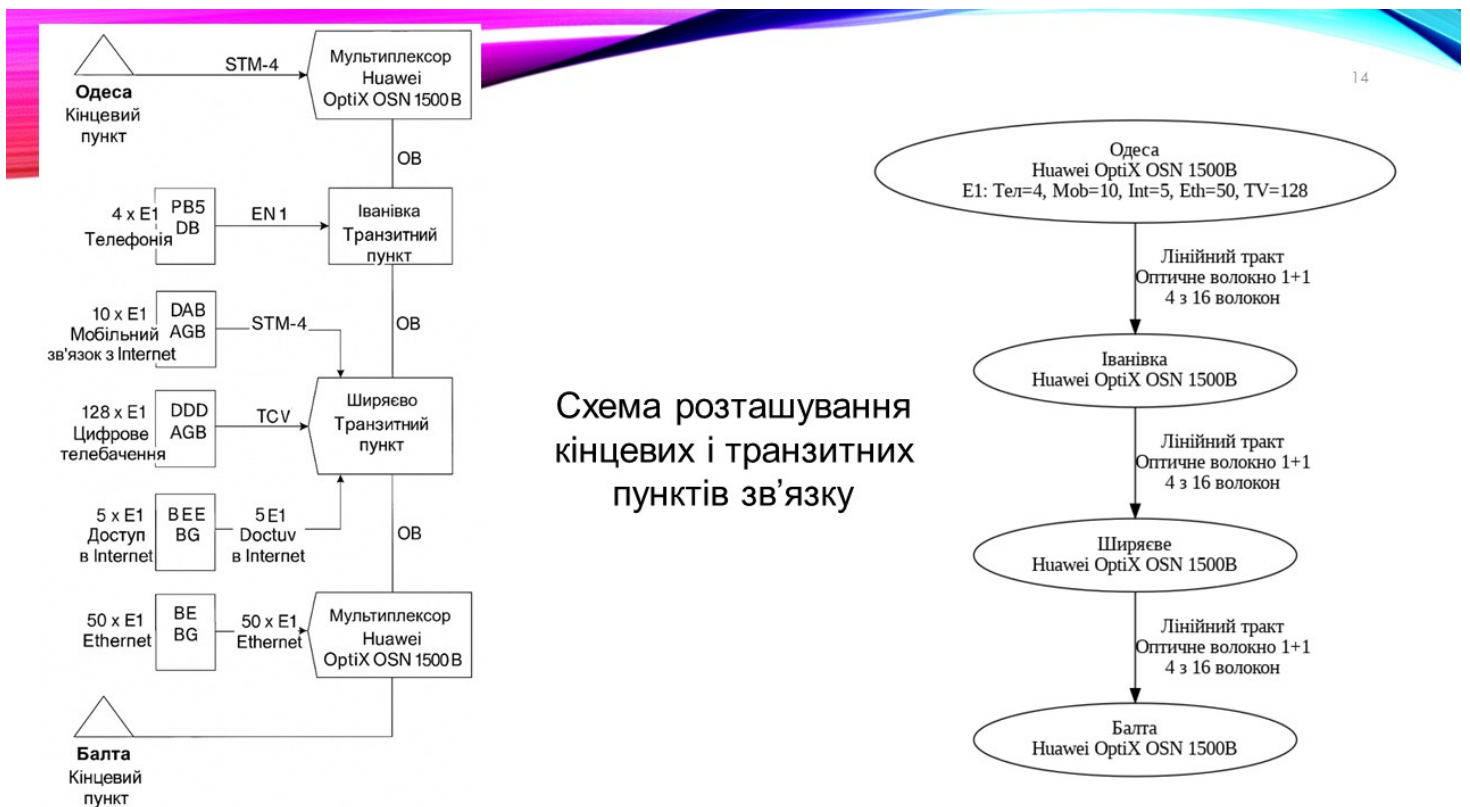 14
STM-4
Мультиплексор
Huawei
OptiX OSN 1500B
Одеса
Кінцевий
пункт
ОВ
4 x E1
Телефонія
PB5
DB
EN 1
Іванівка
Транзитний
пункт
10 x E1
Мобільний
зв'язок з Internet
DAB
AGB
STM-4
ОВ
128 x E1
Цифрове
телебачення
DDD
AGB
TCV
Ширяєво
Транзитний
пункт
5 x E1
Доступ
в Internet
BEE
BG
5 E1
Doctuv
в Internet
ОВ
50 x E1
Ethernet
BE
BG
50 x E1
Ethernet
Мультиплексор
Huawei
OptiX OSN 1500B
Балта
Кінцевий
пункт
Схема розташування
кінцевих і транзитних
пунктів зв’язку
Одеса
Huawei OptiX OSN 1500B
E1: Тел=4, Mob=10, Int=5, Eth=50, TV=128
Лінійний тракт
Оптичне волокно 1+1
4 з 16 волокон
Іванівка
Huawei OptiX OSN 1500B
Лінійний тракт
Оптичне волокно 1+1
4 з 16 волокон
Ширяєве
Huawei OptiX OSN 1500B
Лінійний тракт
Оптичне волокно 1+1
4 з 16 волокон
Балта
Huawei OptiX OSN 1500B